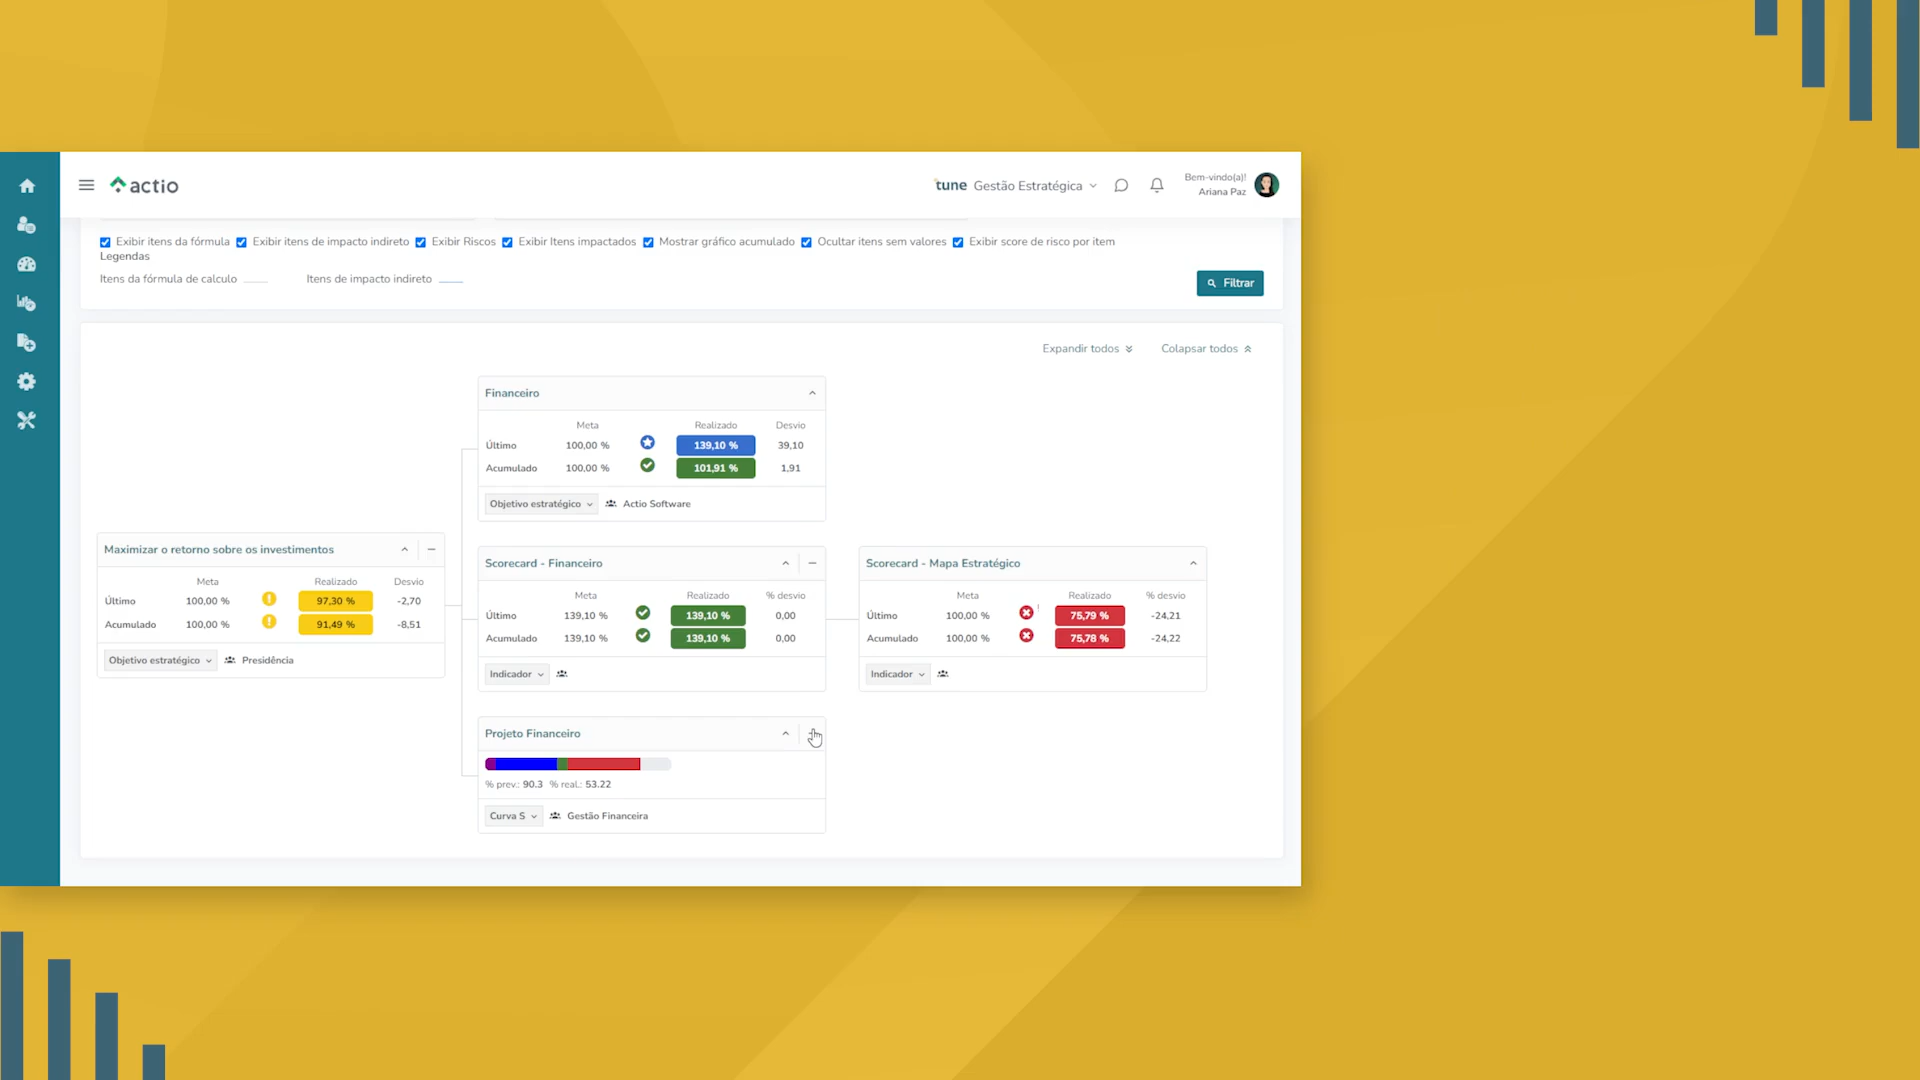 actio
tune Gestão Estratégica
Bem-vindo(a)!
Ariana Paz
Exibir itens da fórmula Exibir itens de impacto indireto Exibir Riscos Exibir Itens impactados Mostrar gráfico acumulado Ocultar itens sem valores Exibir score de risco por item
Legendas
Itens da fórmula de calculo Itens de impacto indireto
Filtrar
Expandir todos Colapsar todos
Financeiro
Meta Realizado Desvio
Último 100,00 % 139,10 % 39,10
Acumulado 100,00 % 101,91 % 1,91
Objetivo estratégico Actio Software
Maximizar o retorno sobre os investimentos
Meta Realizado Desvio
Último 100,00 % 97,30 % -2,70
Acumulado 100,00 % 91,49 % -8,51
Objetivo estratégico Presidência
Scorecard - Financeiro
Meta Realizado % desvio
Último 139,10 % 139,10 % 0,00
Acumulado 139,10 % 139,10 % 0,00
Indicador
Scorecard - Mapa Estratégico
Meta Realizado % desvio
Último 100,00 % 75,79 % -24,21
Acumulado 100,00 % 75,78 % -24,22
Indicador
Projeto Financeiro
% prev.: 90.3 % real.: 53.22
Curva S Gestão Financeira